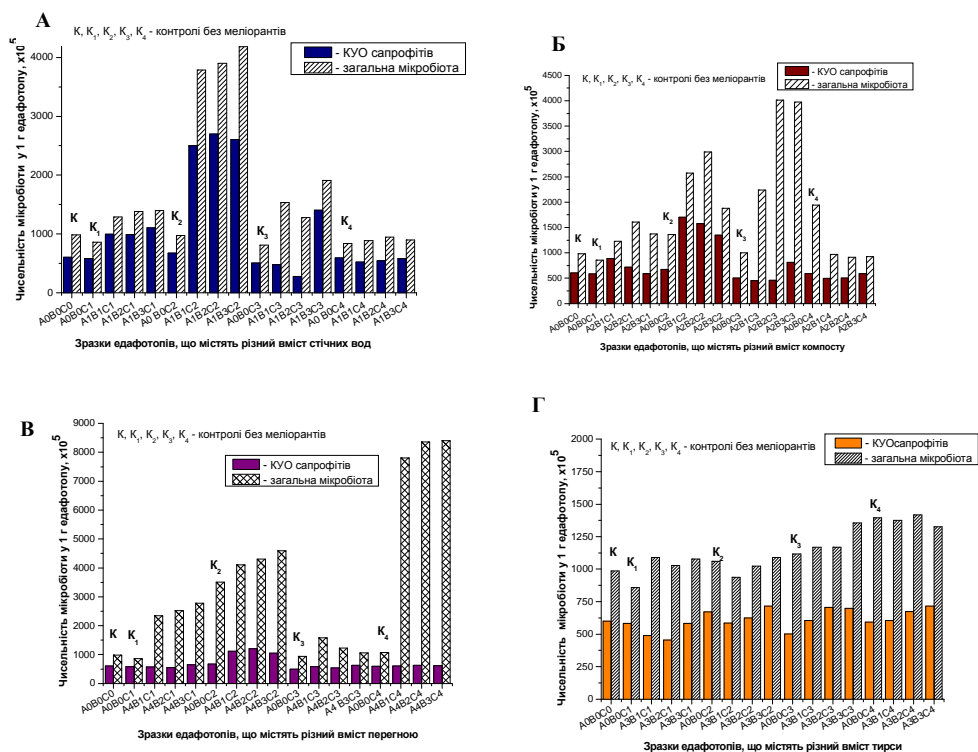 А
К, К1, К2, К3, К4 - контролі без меліорантів
- КУО сапрофітів
- загальна мікробіота
Чисельність мікробіоти у 1 г едафотопу, x10^5
4000
3000
2000
1000
0
К
К1
К2
К3
К4
A0B0C0
A0B0C1
A1B1C1
A1B2C1
A1B3C1
A0 B0C2
A1B1C2
A1B2C2
A1B3C2
A0B0C3
A1B1C3
A1B2C3
A1B3C3
A0 B0C4
A1B1C4
A1B2C4
A1B3C4
Зразки едафотопів, що містять різний вміст стічних вод
Б
К, К1, К2, К3, К4 - контролі без меліорантів
- КУО сапрофітів
- загальна мікробіота
Чисельність мікробіоти у 1 г едафотопу, x10^5
4500
4000
3500
3000
2500
2000
1500
1000
500
0
К
К1
К2
К3
К4
A0B0C0
A0B0C1
A2B1C1
A2B2C1
A2B3C1
A0B0C2
A2B1C2
A2B2C2
A2B3C2
A0B0C3
A2B1C3
A2B2C3
A2B3C3
A0B0C4
A2B1C4
A2B2C4
A2B3C4
Зразки едафотопів, що містять різний вміст компосту
В
К, К1, К2, К3, К4 - контролі без меліорантів
- КУО сапрофітів
- загальна мікробіота
Чисельність мікробіоти у 1 г едафотопу, x10^5
9000
8000
7000
6000
5000
4000
3000
2000
1000
0
К
К1
К2
К3
К4
A0B0C0
A0B0C1
A4B1C1
A4B2C1
A4B3C1
A0B0C2
A4B1C2
A4B2C2
A4B3C2
A0B0C3
A4B1C3
A4B2C3
A4 B3C3
A0B0C4
A4B1C4
A4B2C4
A4B3C4
Зразки едафотопів, що містять різний вміст перегною
Г
К, К1, К2, К3, К4 - контролі без меліорантів
- КУОсапрофітів
- загальна мікробіота
Чисельність мікробіоти у 1 г едафотопу, x10^5
2000
1750
1500
1250
1000
750
500
250
0
К
К1
К2
К3
К4
A0B0C0
A0B0C1
A3B1C1
A3B2C1
A3B3C1
A0B0C2
A3B1C2
A3B2C2
A3B3C2
A0B0C3
A3B1C3
A3B2C3
A3B3C3
A0B0C4
A3B1C4
A3B2C4
A3B3C4
Зразки едафотопів, що містять різний вміст тирси